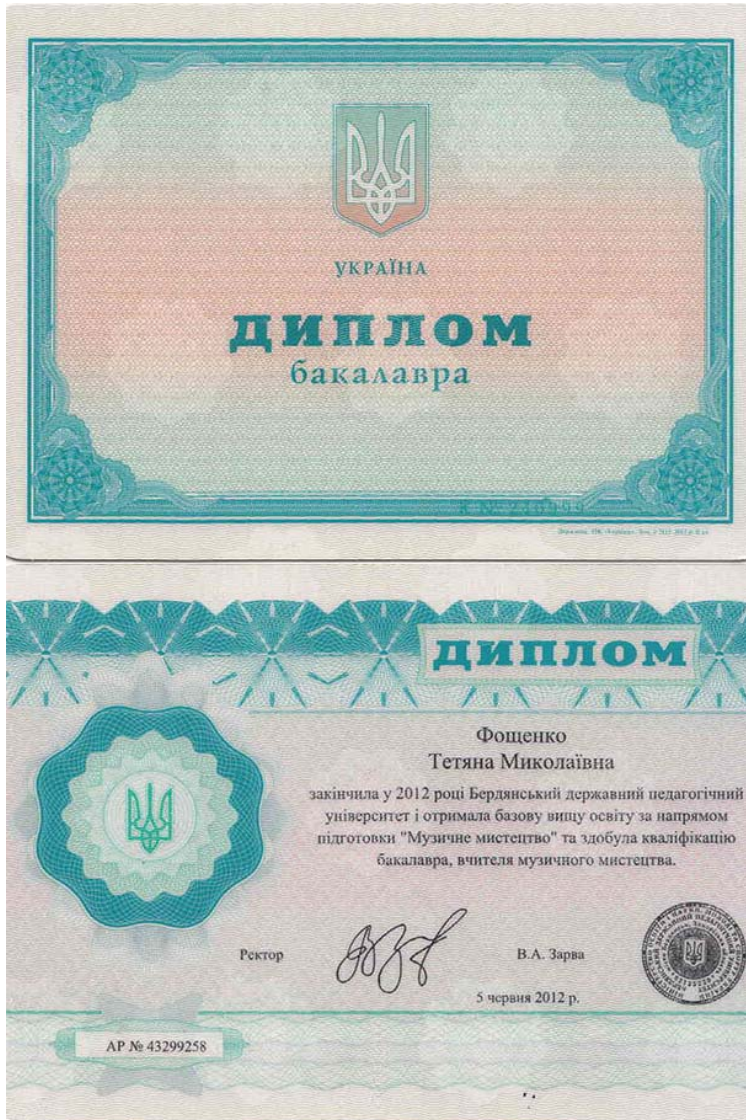 УКРАЇНА
ДИПЛОМ
бакалавра
ДИПЛОМ
Фощенко
Тетяна Миколаївна
закінчила у 2012 році Бердянський державний педагогічний
університет і отримала базову вищу освіту за напрямом
підготовки "Музичне мистецтво" та здобула кваліфікацію
бакалавра, вчителя музичного мистецтва.
Ректор
В.А. Зарва
5 червня 2012 р.
АР № 43299258